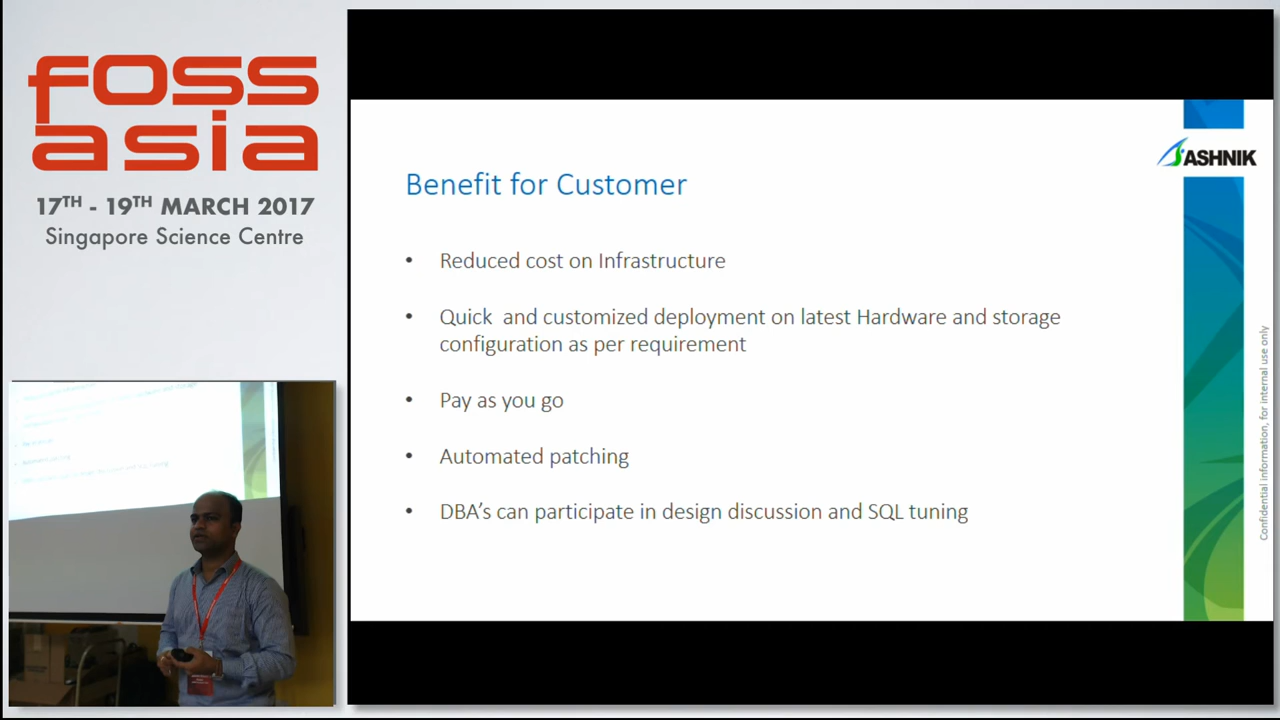 foss
asia
17TH - 19TH MARCH 2017
Singapore Science Centre
ASHNIK
Benefit for Customer
• Reduced cost on Infrastructure
• Quick  and customized deployment on latest Hardware and storage
configuration as per requirement
• Pay as you go
• Automated patching
• DBA’s can participate in design discussion and SQL tuning
Confidential information, for internal use only